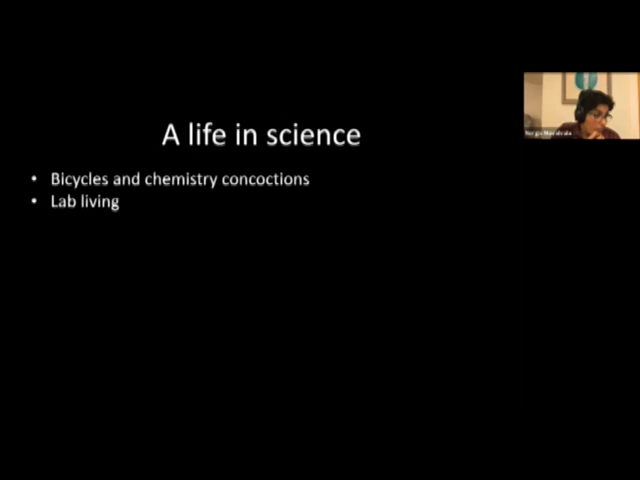 A life in science
• Bicycles and chemistry concoctions
• Lab living